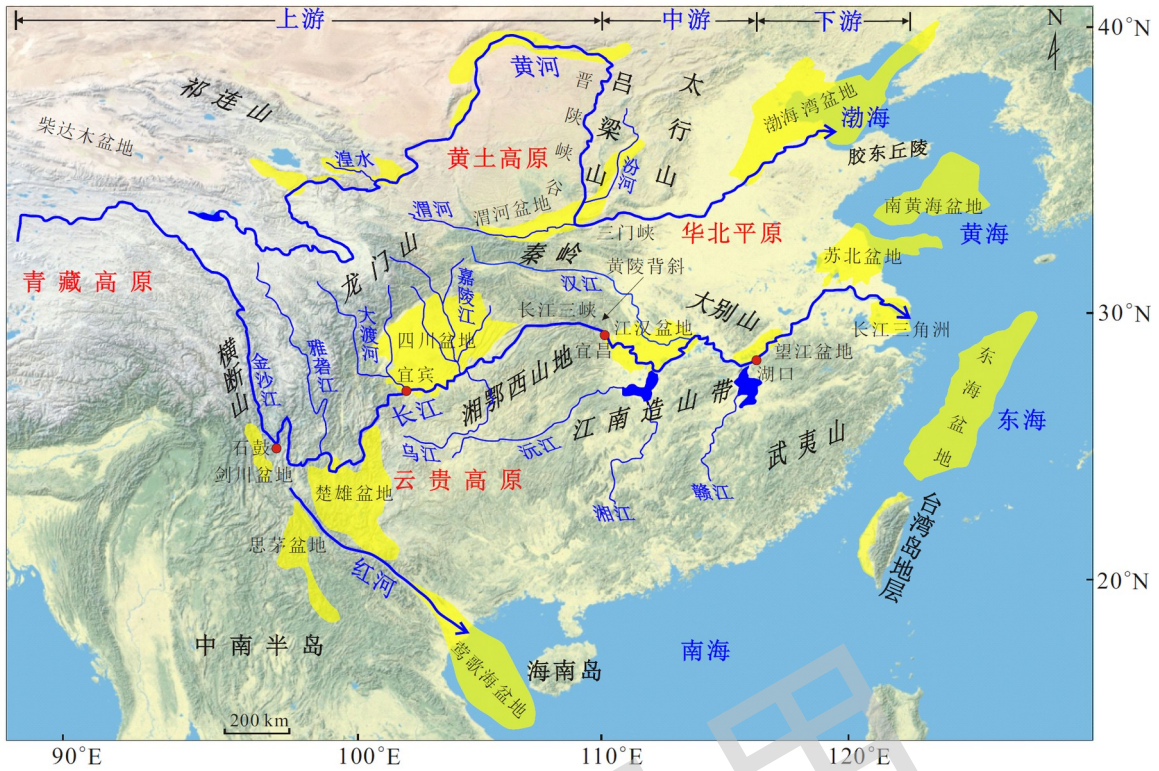 上游
中游
下游
N
40°N
祁连山
柴达木盆地
湟水
黄河
晋陕峡谷
吕梁山
太行山
渤海湾盆地
渤海
胶东丘陵
黄土高原
汾河
渭河
渭河盆地
三门峡
华北平原
南黄海盆地
黄海
青藏高原
龙门山
秦岭
黄陵背斜
汉江
苏北盆地
嘉陵江
大渡河
长江三峡
大别山
30°N
四川盆地
江汉盆地
长江三角洲
横断山
金沙江
雅砻江
宜宾
宜昌
望江盆地
湖口
东海盆地
东海
长江
湘鄂西山地
江南造山带
武夷山
石鼓
剑川盆地
乌江
沅江
云贵高原
楚雄盆地
湘江
赣江
台湾岛地层
思茅盆地
红河
20°N
中南半岛
莺歌海盆地
海南岛
南海
200 km
90°E
100°E
110°E
120°E